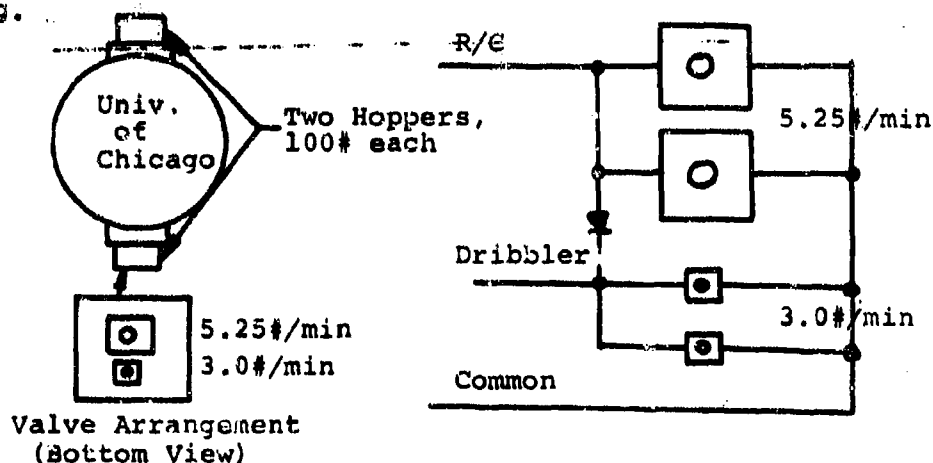 g.
Univ.
of
Chicago
Two Hoppers,
100# each
5.25#/min
3.0#/min
Valve Arrangement
(Bottom View)
R/C
5.25#/min
Dribbler
3.0#/min
Common